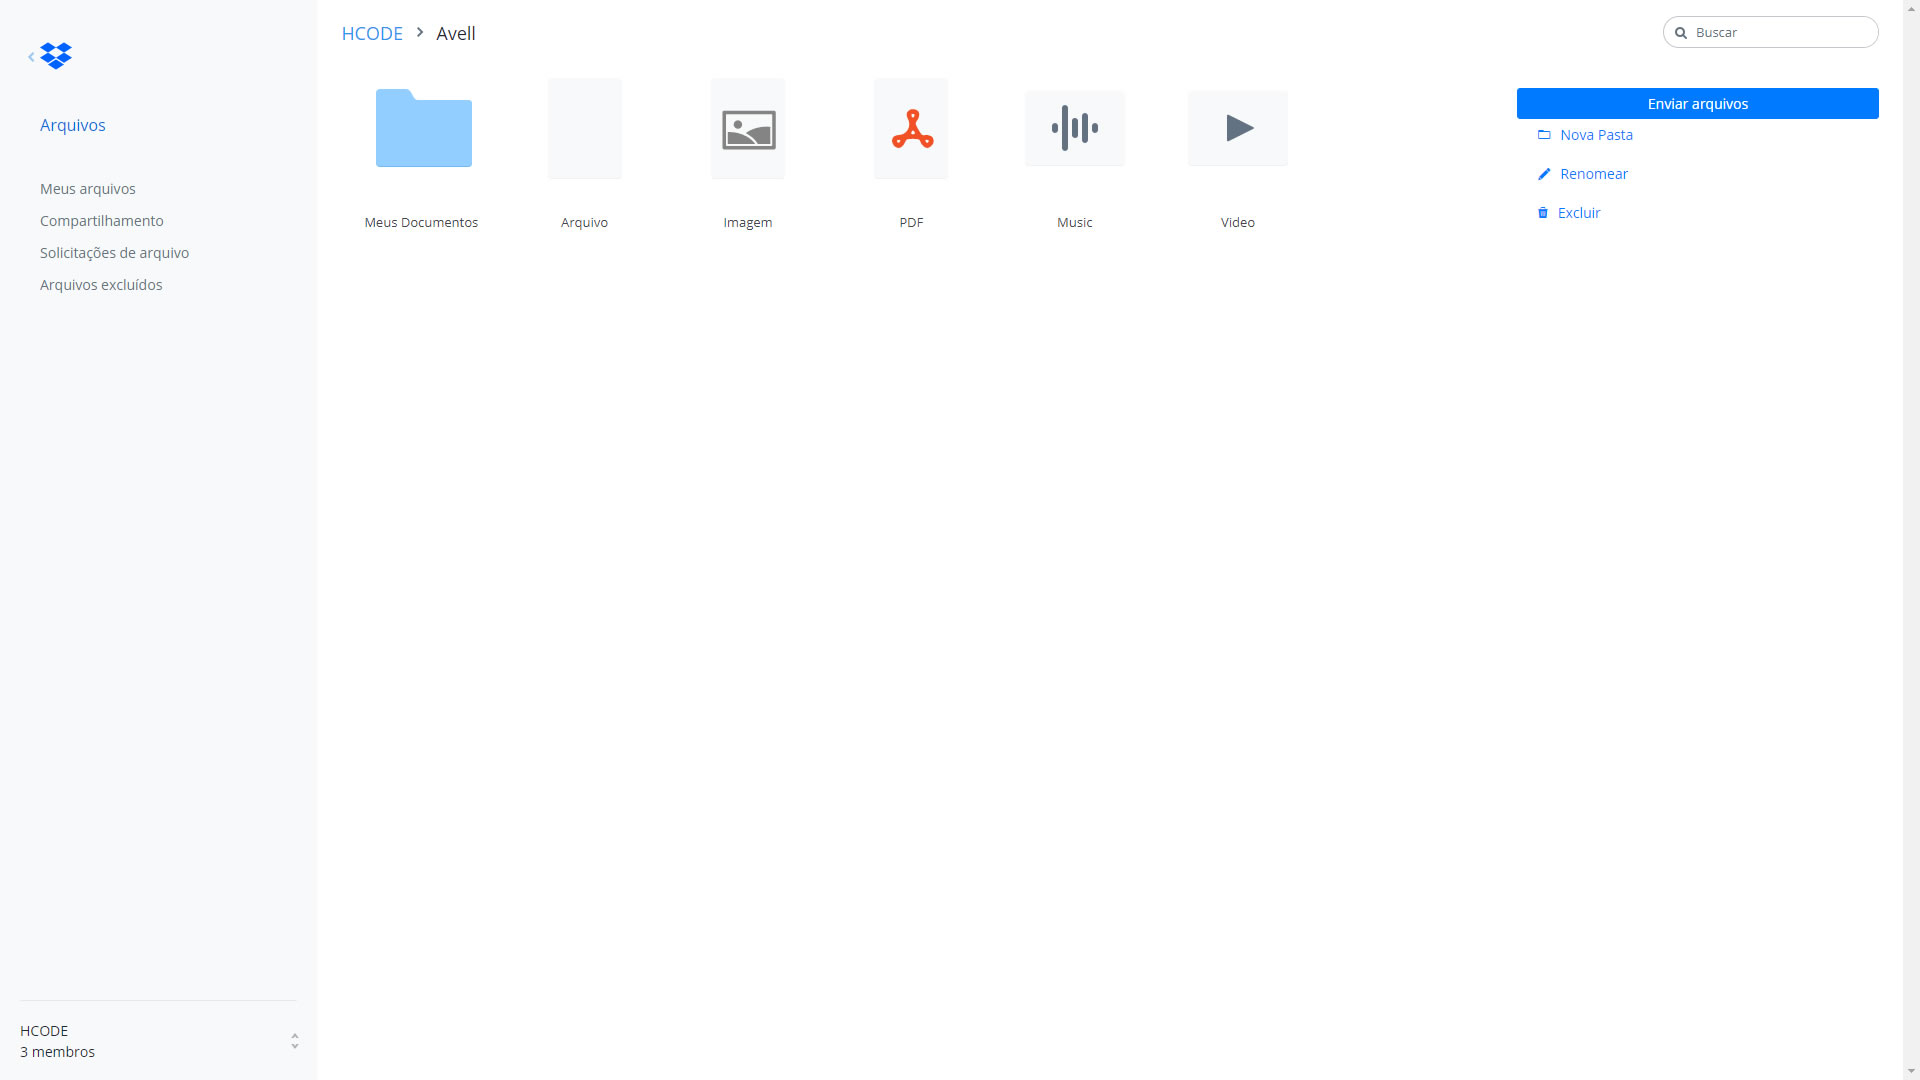 HCODE > Avell
Buscar
Arquivos
Meus arquivos
Compartilhamento
Solicitações de arquivo
Arquivos excluídos
Meus Documentos
Arquivo
Imagem
PDF
Music
Video
Enviar arquivos
Nova Pasta
Renomear
Excluir
HCODE
3 membros